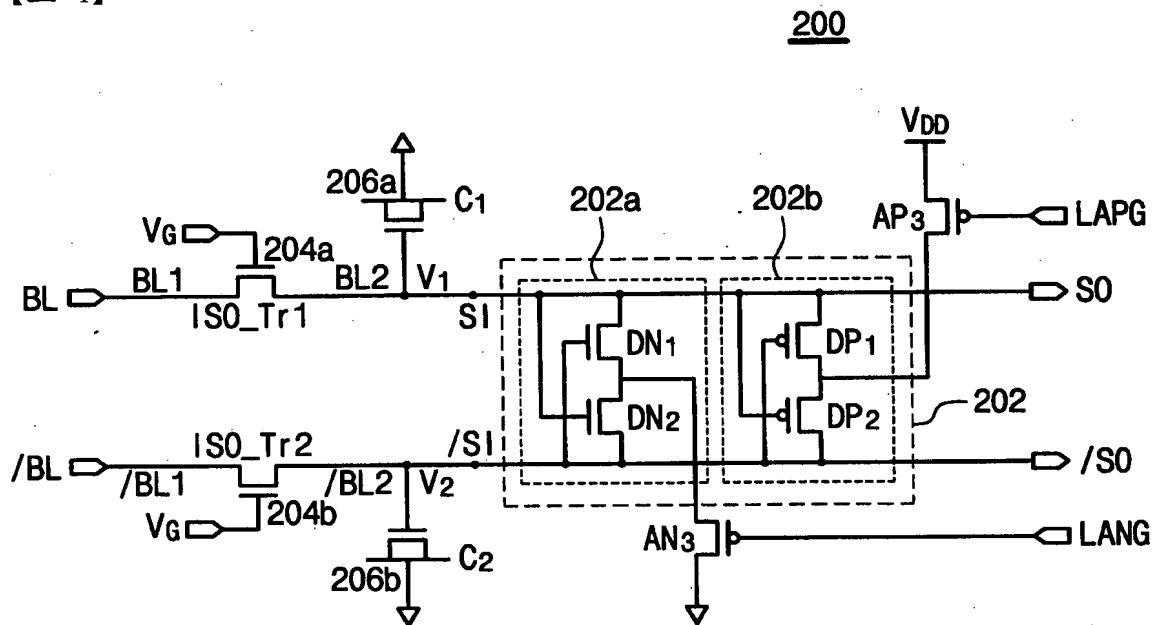 200
VDD
206a
C1
202a
202b
AP3
LAPG
VG
204a
BL
BL1
ISO_Tr1
BL2
V1
SI
SO
DN1
DP1
DN2
DP2
202
/BL
/BL1
ISO_Tr2
/BL2
V2
/SI
/SO
VG
204b
206b
C2
AN3
LANG